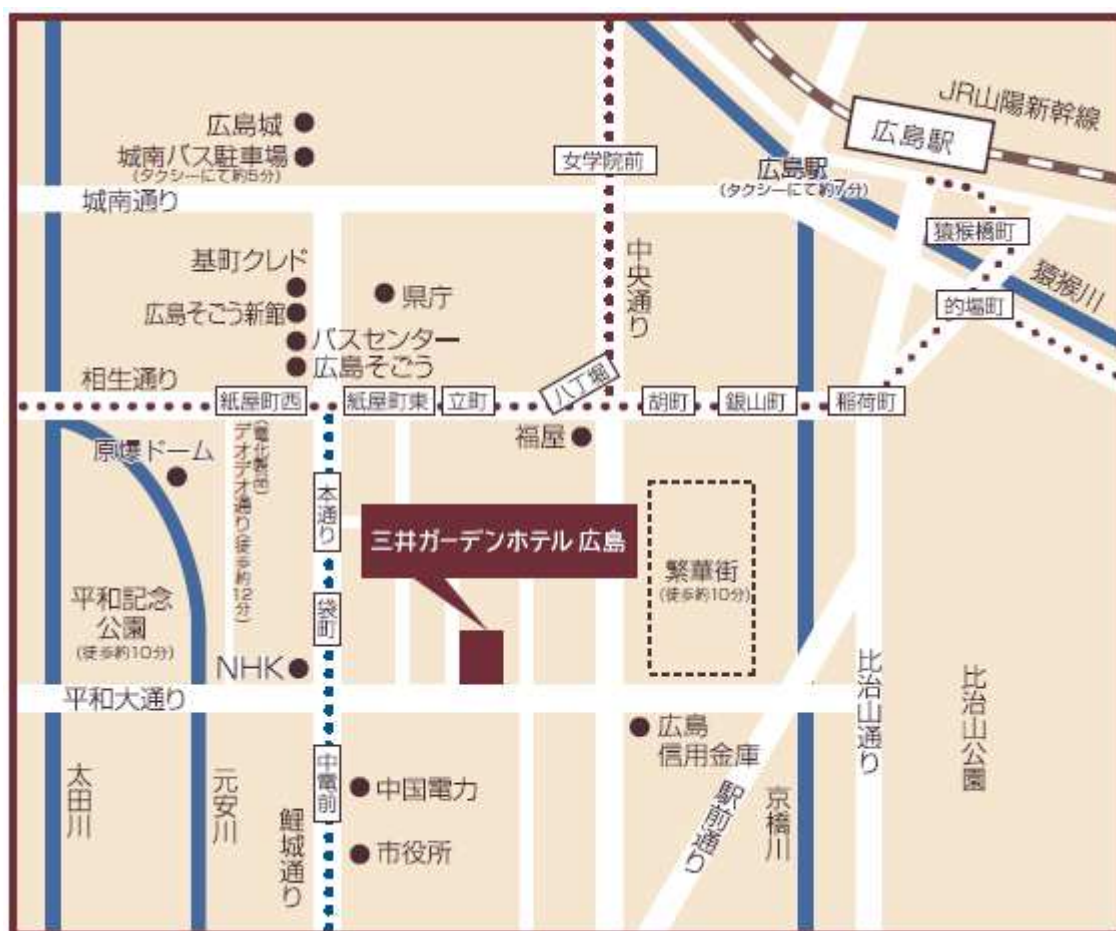 JR山陽新幹線
広島駅
広島城
城南バス駐車場
(タクシーにて約5分)
女学院前
広島駅
(タクシーにて約7分)
城南通り
猿猴橋町
中央通り
基町クレド
県庁
猿猴川
広島そごう新館
的場町
バスセンター
広島そごう
相生通り
紙屋町西
紙屋町東
立町
八丁堀
胡町
銀山町
稲荷町
福屋
原爆ドーム
(電化製品)
デオデオ通り(徒歩約12分)
本通り
三井ガーデンホテル 広島
繁華街
(徒歩約10分)
平和記念
公園
(徒歩約10分)
袋町
NHK
平和大通り
比治山通り
比治山公園
広島
信用金庫
太田川
元安川
鯉城通り
中電前
中国電力
市役所
駅前通り
京橋川